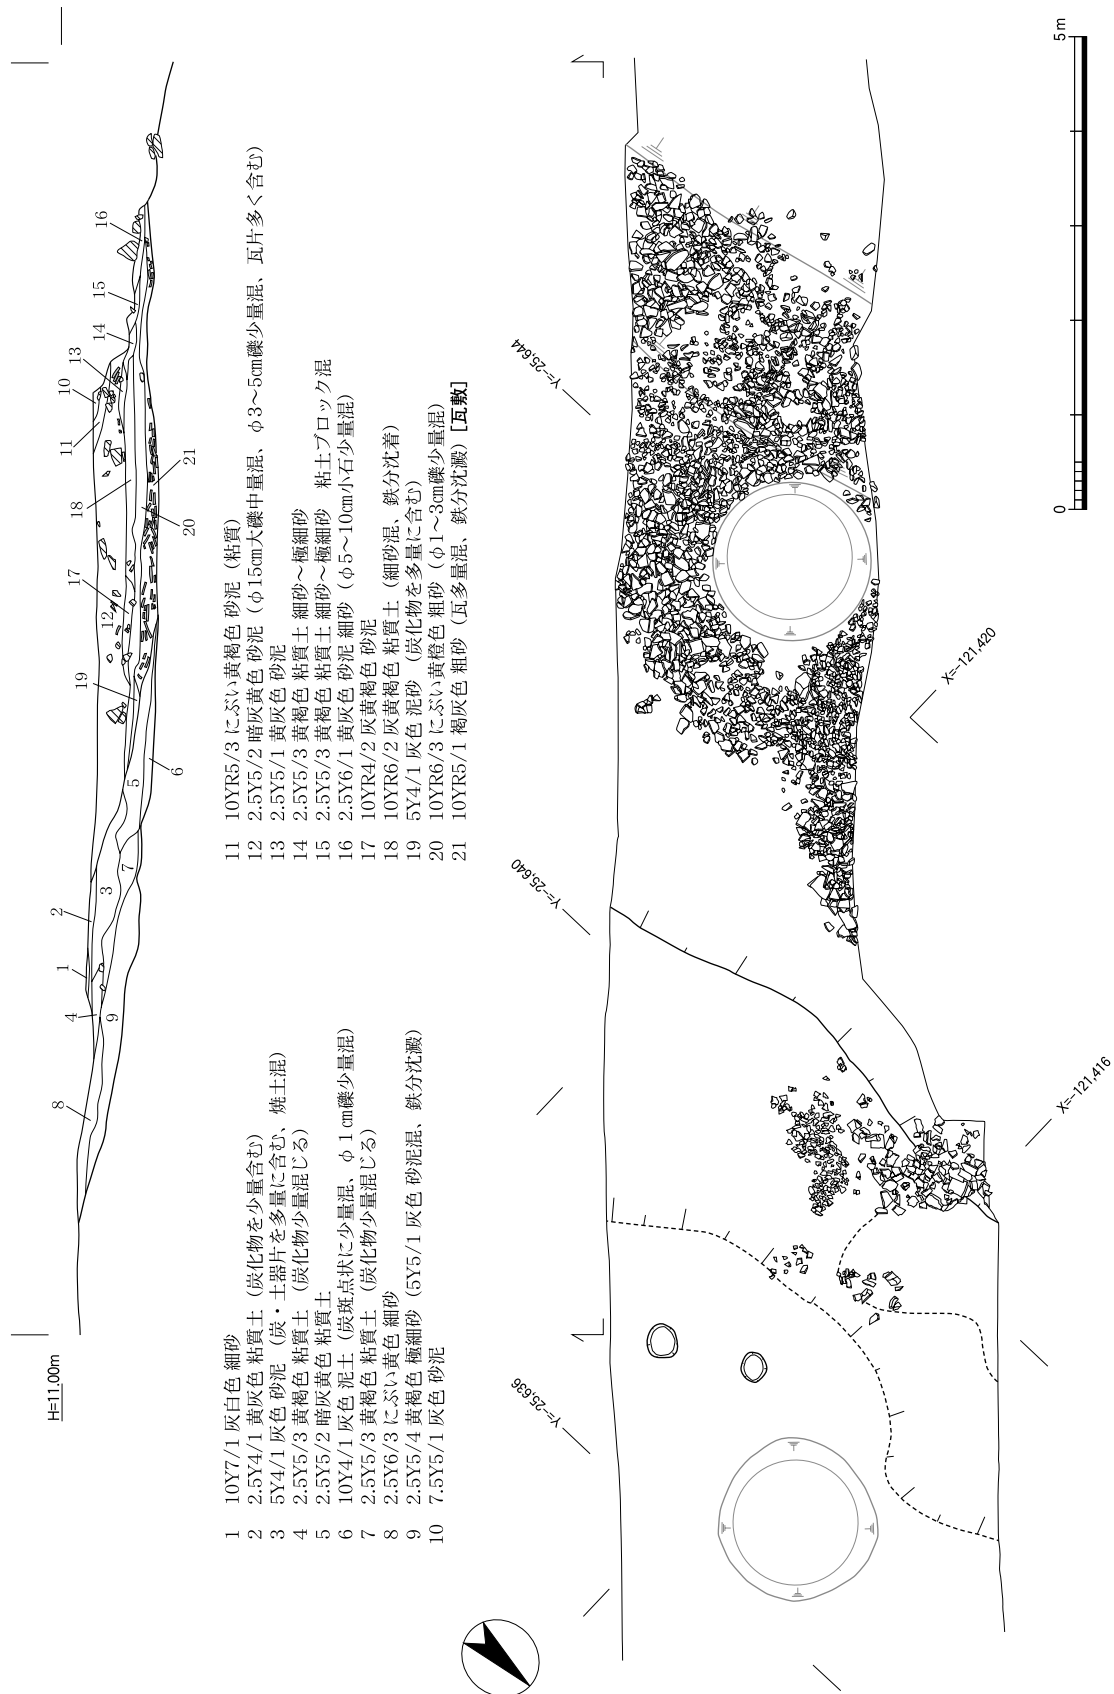 H=11.00m
1 10Y7/1 灰白色 細砂
2 2.5Y4/1 黄灰色 粘質土（炭化物を少量含む）
3 5Y4/1 灰色 砂泥 （炭・土器片を多量に含む、焼土混）
4 2.5Y5/3 黄褐色 粘質土 （炭化物少量混じる）
5 2.5Y5/2 暗灰黄色 粘質土
6 10Y4/1 灰色 泥土（炭斑点状に少量混、φ１㎝礫少量混）
7 2.5Y5/3 黄褐色 粘質土 （炭化物少量混じる）
8 2.5Y6/3 にぶい黄色 細砂
9 2.5Y5/4 黄褐色 極細砂（5Y5/1 灰色 砂泥混、鉄分沈澱）
10 7.5Y5/1 灰色 砂泥
11 10YR5/3 にぶい黄褐色 砂泥（粘質）
12 2.5Y5/2 暗灰黄色 砂泥（φ15㎝大礫中量混、φ3～5㎝礫少量混、瓦片多く含む）
13 2.5Y5/1 黄灰色 砂泥
14 2.5Y5/3 黄褐色 粘質土 細砂～極細砂
15 2.5Y5/3 黄褐色 粘質土 細砂～極細砂 粘土ブロック混
16 2.5Y6/1 黄灰色 砂泥 細砂（φ5～10㎝小石少量混）
17 10YR4/2 灰黄褐色 砂泥
18 10YR6/2 灰黄褐色 粘質土（細砂混、鉄分沈着）
19 5Y4/1 灰色 泥砂 （炭化物を多量に含む）
20 10YR6/3 にぶい黄橙色 粗砂（φ1～3㎝礫少量混）
21 10YR5/1 褐灰色 粗砂（瓦多量混、鉄分沈澱）［瓦敷］
8
4
9
1
2
3
7
5
6
19
12
17
18
20
21
11
10
13
14
15
16
Y=-25,636
Y=-25,640
Y=-25,644
X=-121,416
X=-121,420
0
5m